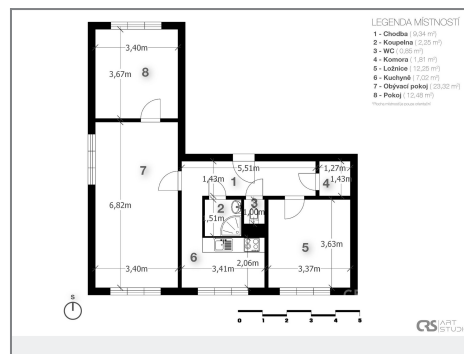 LEGENDA MÍSTNOSTÍ
1 - Chodba ( 9,34 m²)
2 - Koupelna ( 2,25 m²)
3 - WC ( 0,85 m²)
4 - Komora ( 1,81 m²)
5 - Ložnice ( 12,25 m²)
6 - Kuchyně ( 7,02 m²)
7 - Obývací pokoj ( 23,32 m²)
8 - Pokoj ( 12,48 m²)
3,40m
3,67m
8
7
5,51m
1,27m
1,43m
1
4
1,43m
2
3
6,82m
,51m
1,00m
3,63m
2,06m
6
5
3,40m
3,41m
3,37m
S
0 1 2 3 4 5
CRS ART STUDIO